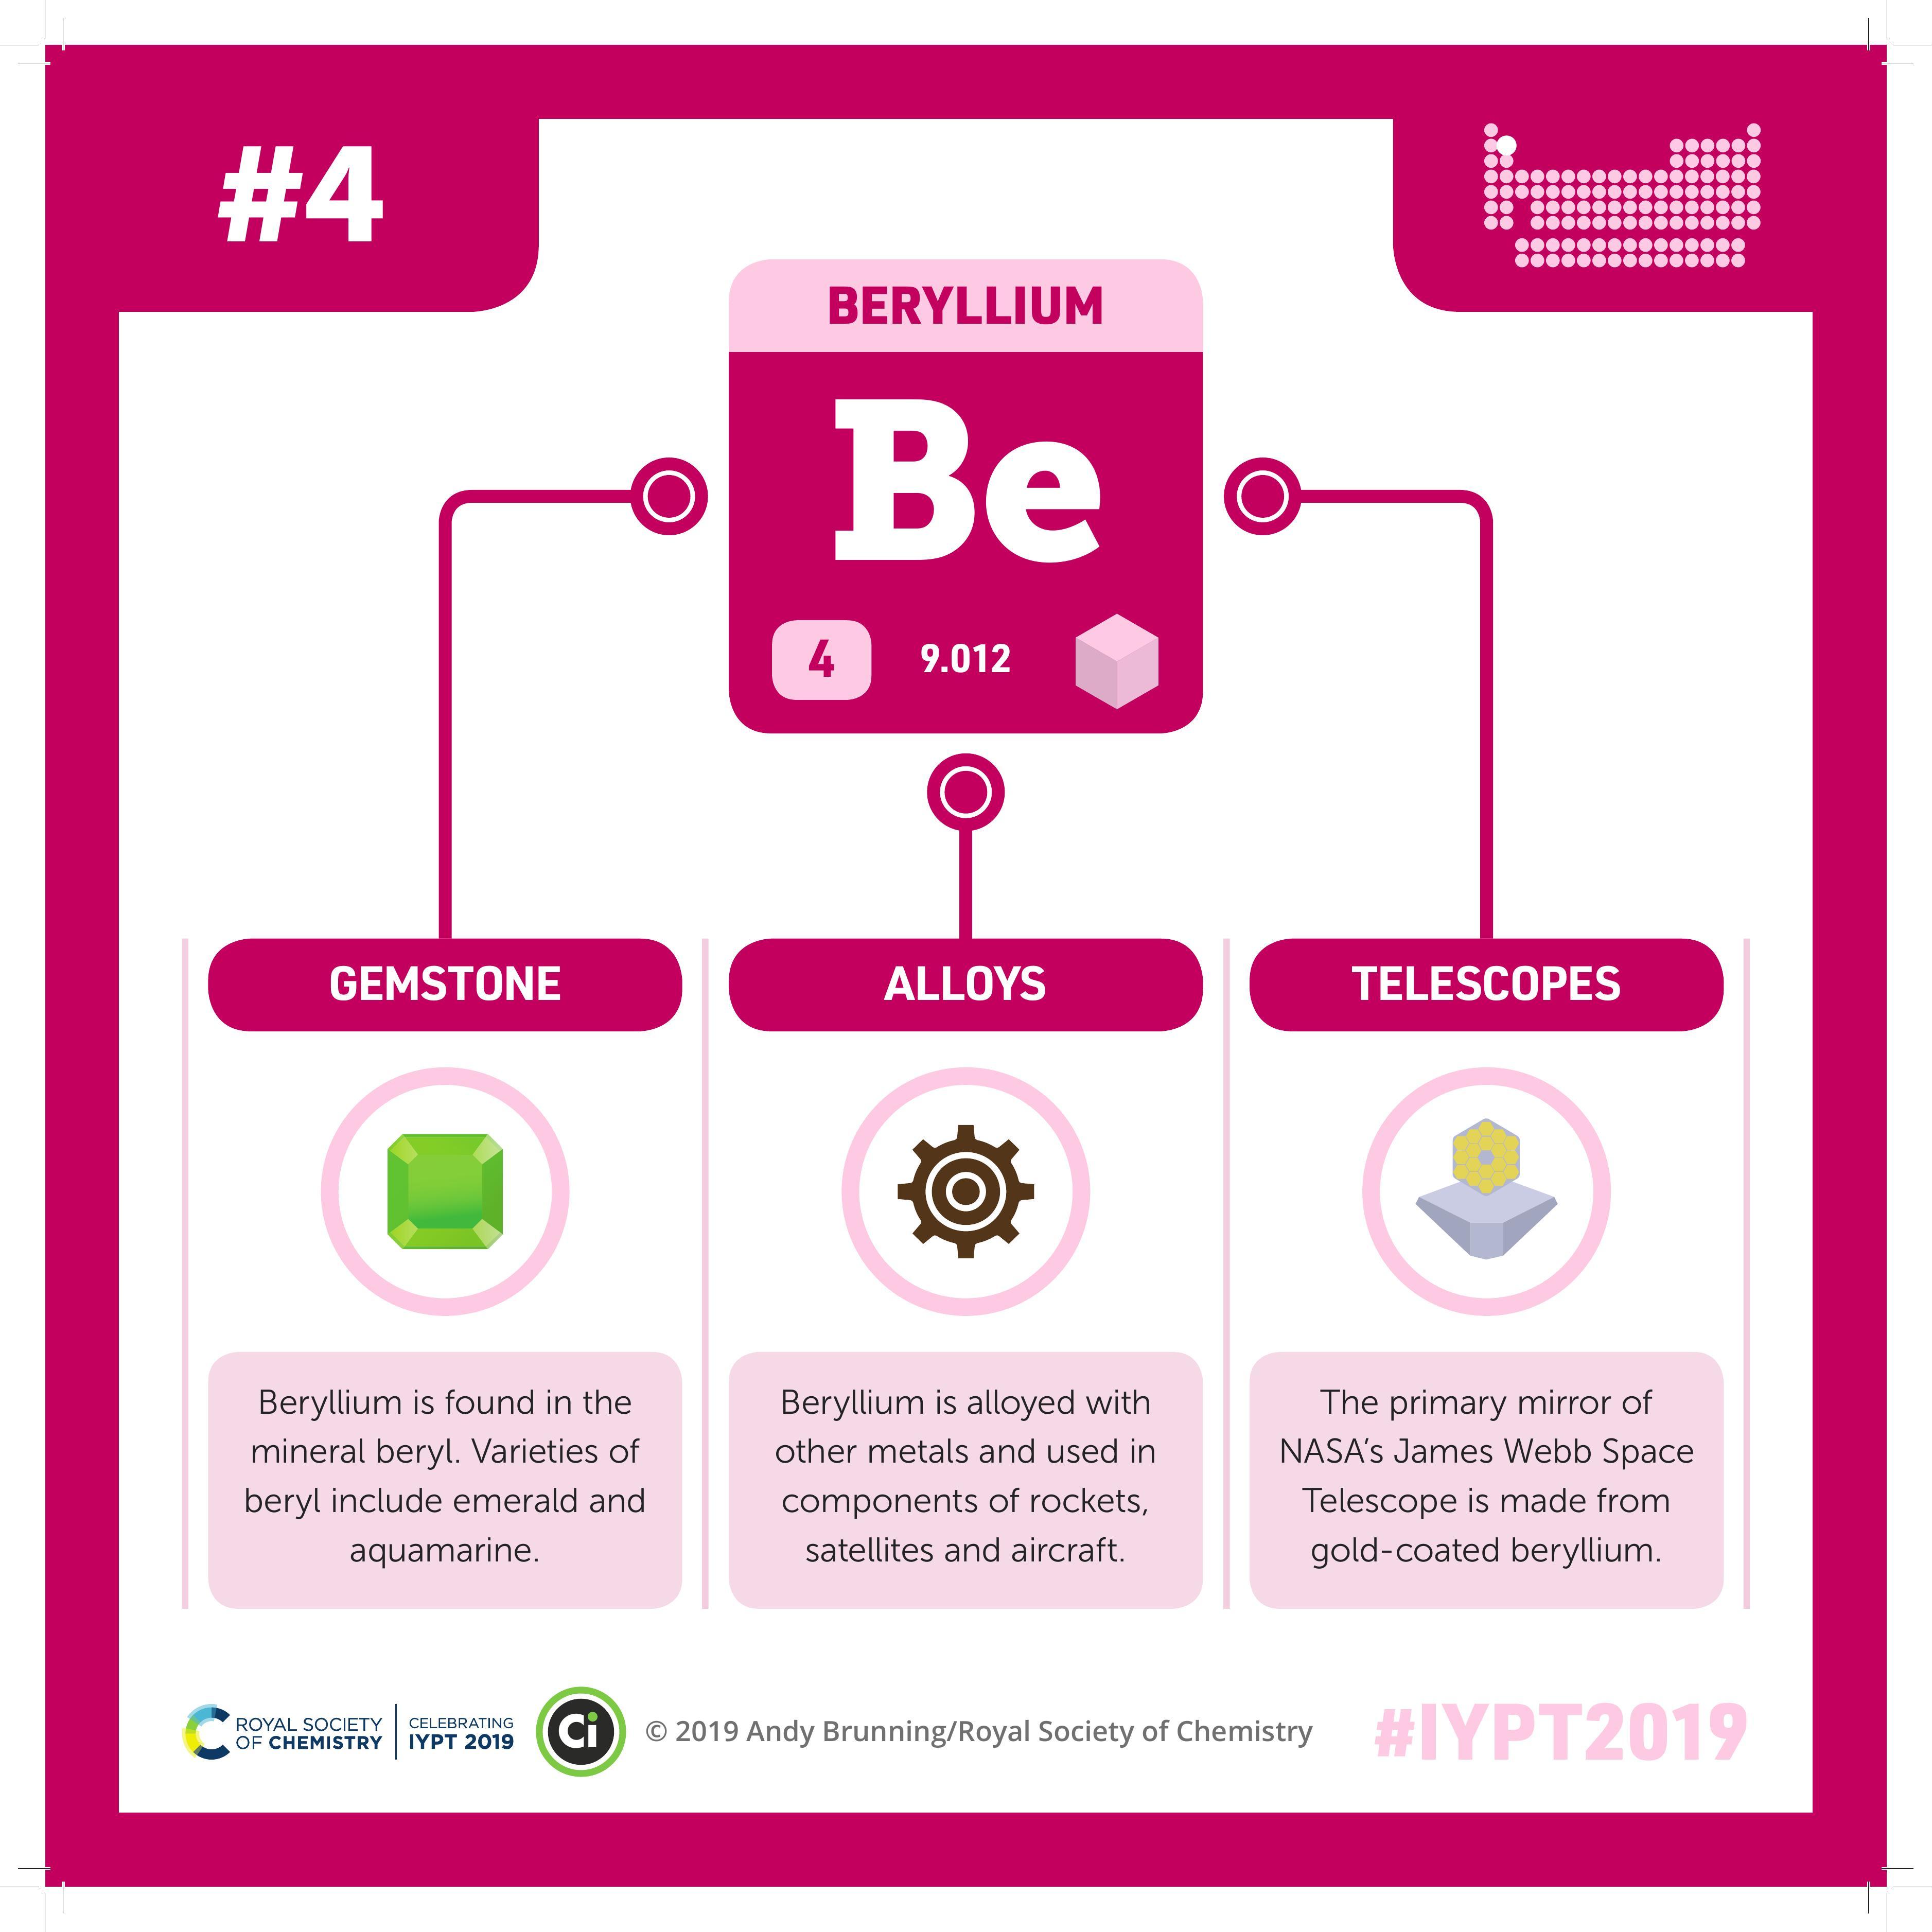 #4
BERYLLIUM
Be
4
9.012
GEMSTONE
Beryllium is found in the
mineral beryl. Varieties of
beryl include emerald and
aquamarine.
ALLOYS
Beryllium is alloyed with
other metals and used in
components of rockets,
satellites and aircraft.
TELESCOPES
The primary mirror of
NASA’s James Webb Space
Telescope is made from
gold-coated beryllium.
ROYAL SOCIETY
OF CHEMISTRY
CELEBRATING
IYPT 2019
Ci
© 2019 Andy Brunning/Royal Society of Chemistry
#IYPT2019